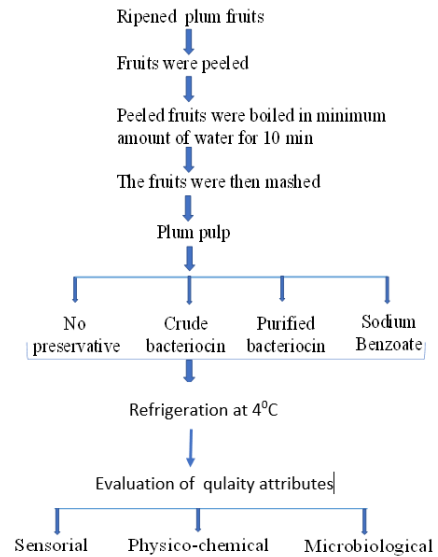 Ripened plum fruits
Fruits were peeled
Peeled fruits were boiled in minimum
amount of water for 10 min
The fruits were then mashed
Plum pulp
No preservative
Crude bacteriocin
Purified bacteriocin
Sodium Benzoate
Refrigeration at 4⁰C
Evaluation of qulaity attributes
Sensorial
Physico-chemical
Microbiological